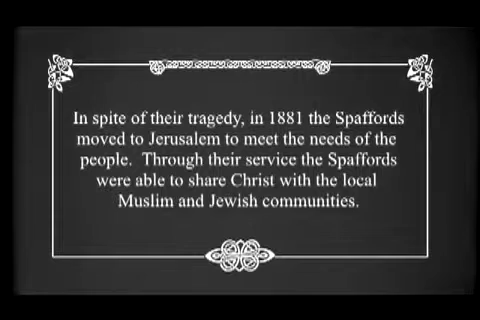 In spite of their tragedy, in 1881 the Spaffords
moved to Jerusalem to meet the needs of the
people.  Through their service the Spaffords
were able to share Christ with the local
Muslim and Jewish communities.